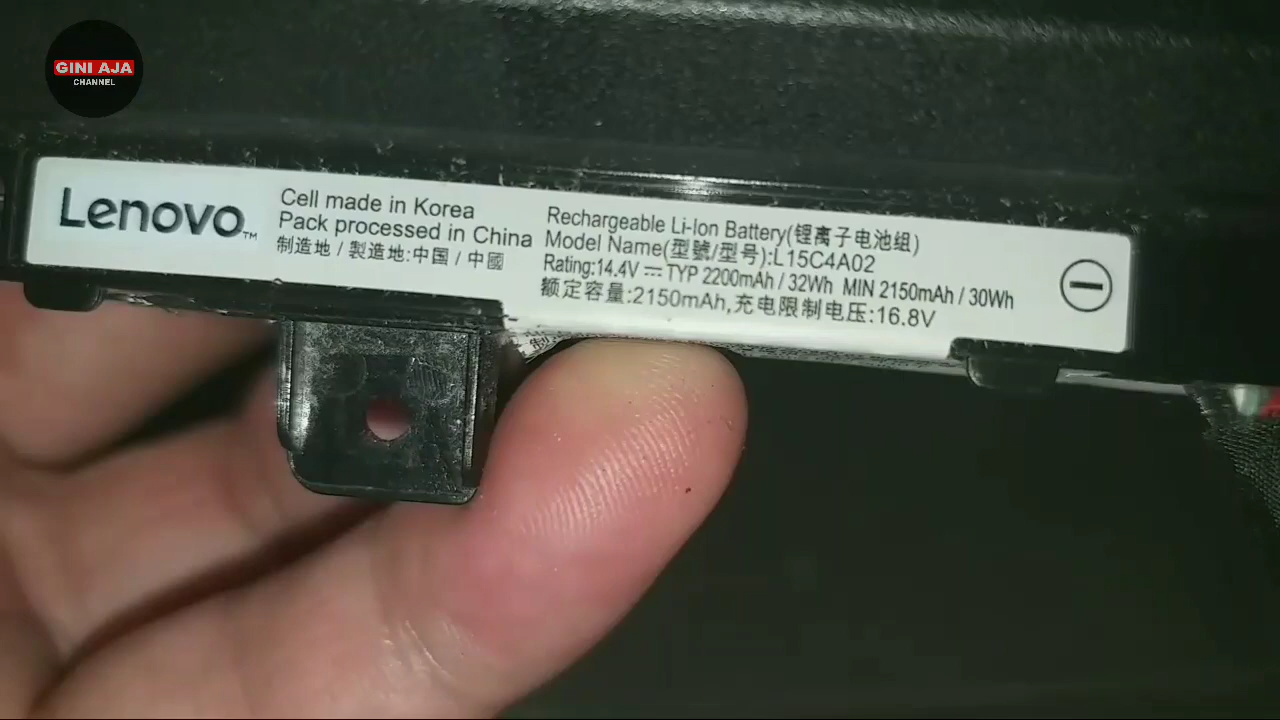 GINI AJA
CHANNEL
Lenovo™
Cell made in Korea
Pack processed in China
制造地 / 製造地:中国 / 中國
Rechargeable Li-Ion Battery(锂离子电池组)
Model Name(型號/型号):L15C4A02
Rating:14.4V ⎓ TYP 2200mAh / 32Wh MIN 2150mAh / 30Wh
额定容量:2150mAh,充电限制电压:16.8V